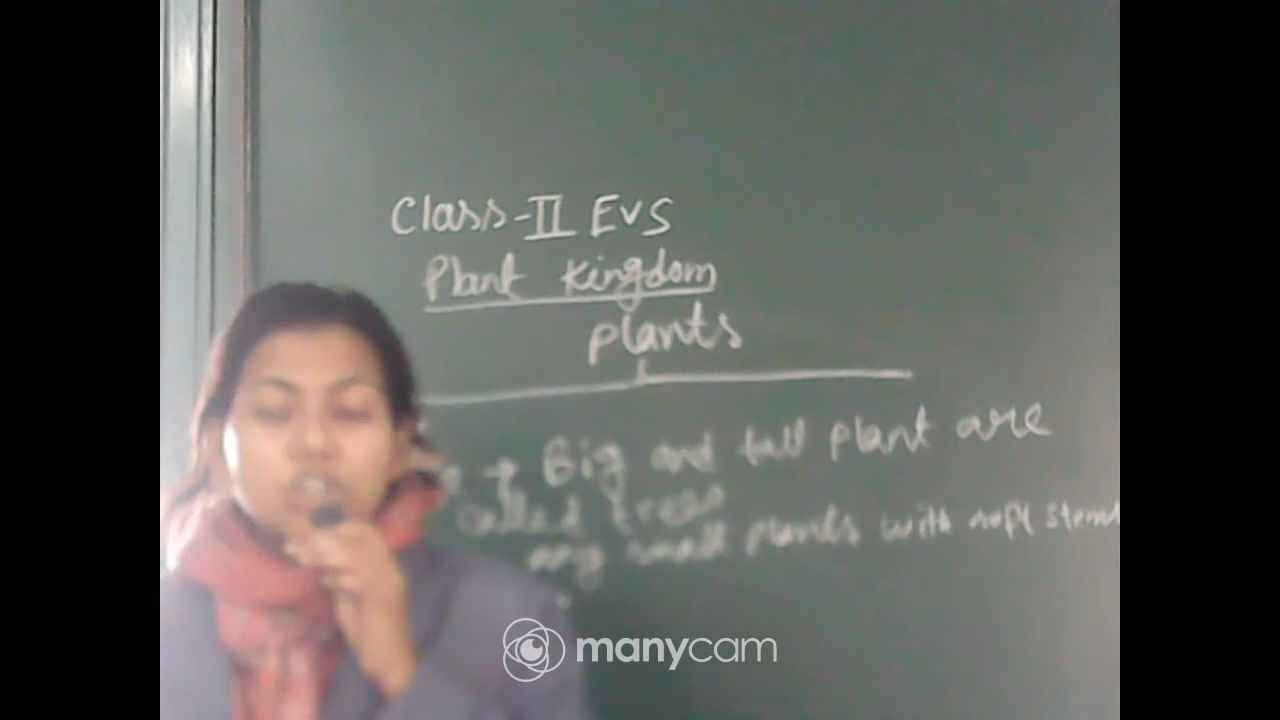 Class-II EVS
Plant Kingdom
plants
→ Big and tall plant are
called trees
any small plants with soft stems
manycam